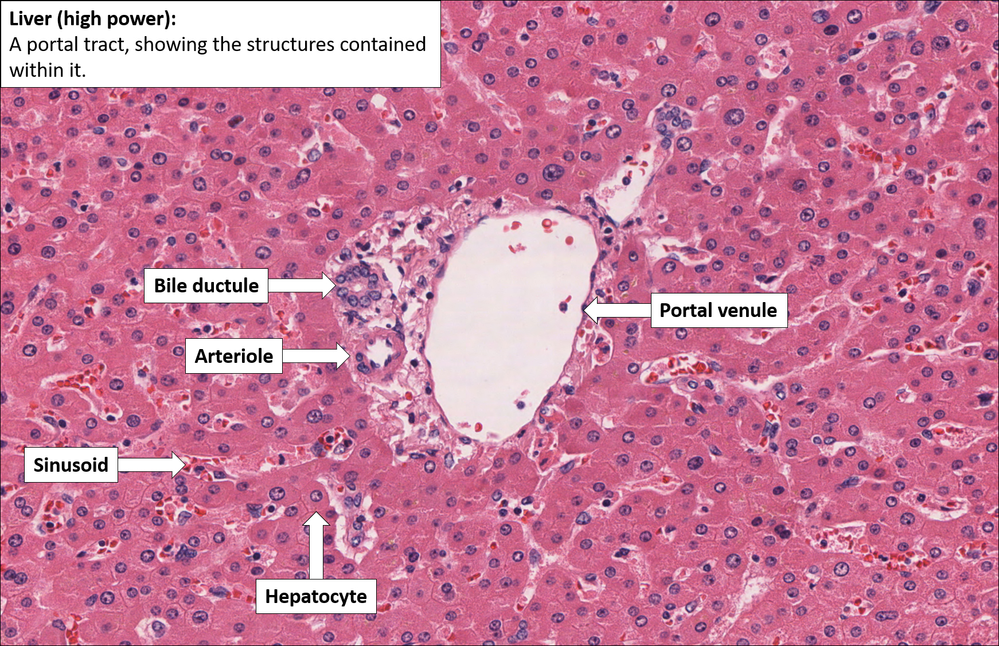 Liver (high power):
A portal tract, showing the structures contained
within it.
Bile ductule
Portal venule
Arteriole
Sinusoid
Hepatocyte